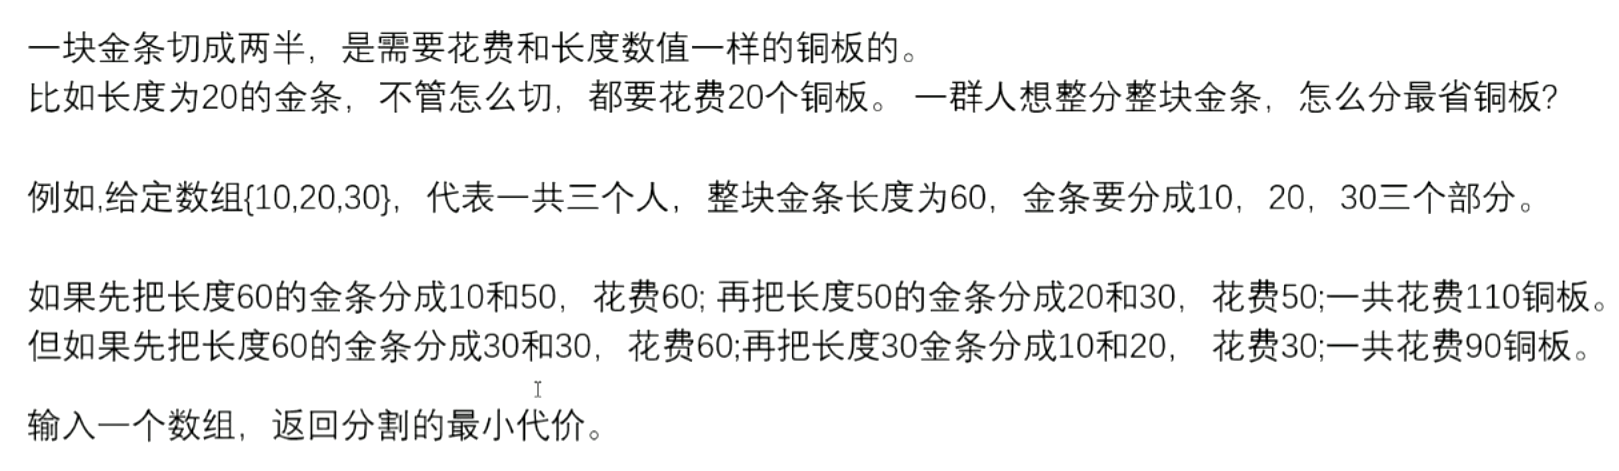 一块金条切成两半，是需要花费和长度数值一样的铜板的。
比如长度为20的金条，不管怎么切，都要花费20个铜板。 一群人想整分整块金条，怎么分最省铜板?
例如,给定数组{10,20,30}，代表一共三个人，整块金条长度为60，金条要分成10，20，30三个部分。
如果先把长度60的金条分成10和50，花费60; 再把长度50的金条分成20和30，花费50;一共花费110铜板。
但如果先把长度60的金条分成30和30，花费60;再把长度30金条分成10和20， 花费30;一共花费90铜板。
输入一个数组，返回分割的最小代价。